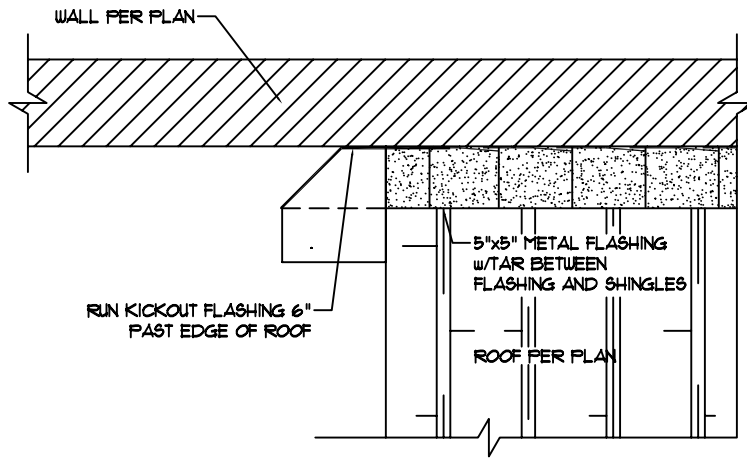 WALL PER PLAN
5"x5" METAL FLASHING
w/TAR BETWEEN
FLASHING AND SHINGLES
RUN KICKOUT FLASHING 6"
PAST EDGE OF ROOF
ROOF PER PLAN